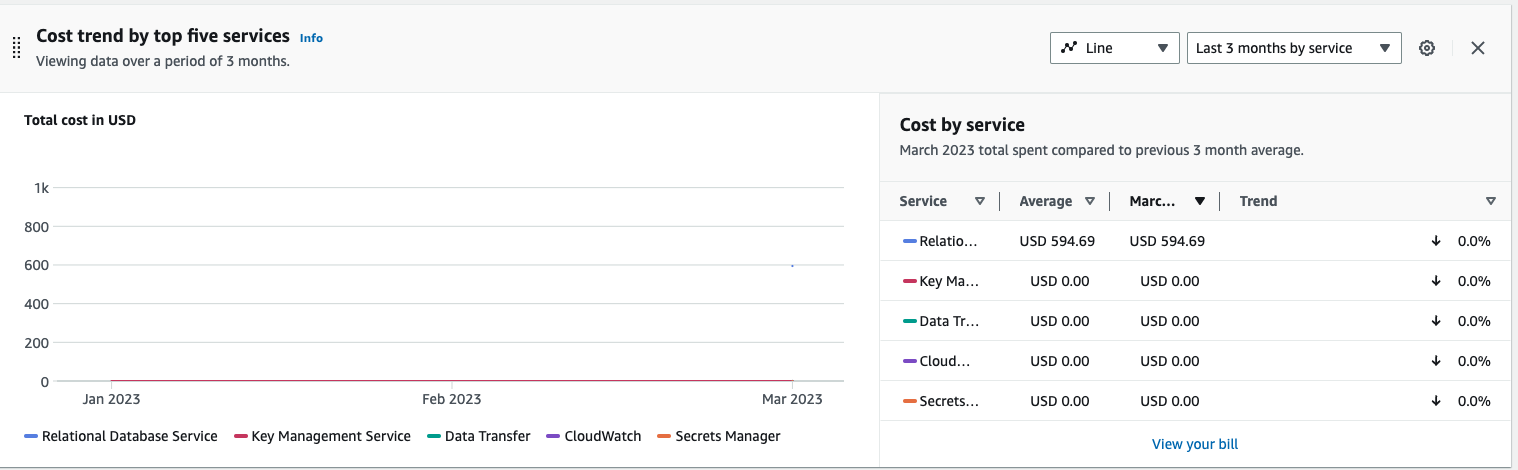 Cost trend by top five services Info
Viewing data over a period of 3 months.
Line
Last 3 months by service
Total cost in USD
1k
800
600
400
200
0
Jan 2023 Feb 2023 Mar 2023
Relational Database Service Key Management Service Data Transfer CloudWatch Secrets Manager
Cost by service
March 2023 total spent compared to previous 3 month average.
Service Average Marc... Trend
Relatio... USD 594.69 USD 594.69 0.0%
Key Ma... USD 0.00 USD 0.00 0.0%
Data Tr... USD 0.00 USD 0.00 0.0%
Cloud... USD 0.00 USD 0.00 0.0%
Secrets... USD 0.00 USD 0.00 0.0%
View your bill